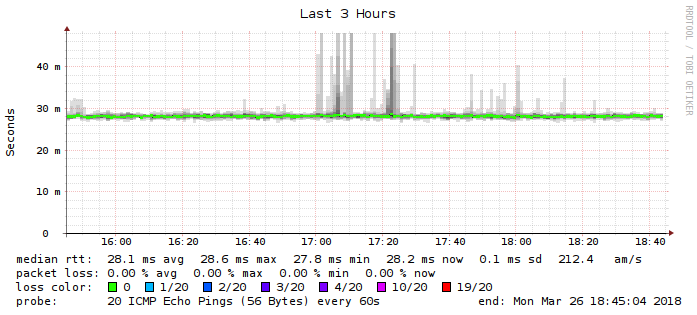 Last 3 Hours
RRDTOOL / TOBI OETIKER
Seconds
40 m
30 m
20 m
10 m
0
16:00 16:20 16:40 17:00 17:20 17:40 18:00 18:20 18:40
median rtt: 28.1 ms avg 28.6 ms max 27.8 ms min 28.2 ms now 0.1 ms sd 212.4 am/s
packet loss: 0.00 % avg 0.00 % max 0.00 % min 0.00 % now
loss color: 0 1/20 2/20 3/20 4/20 10/20 19/20
probe: 20 ICMP Echo Pings (56 Bytes) every 60s end: Mon Mar 26 18:45:04 2018